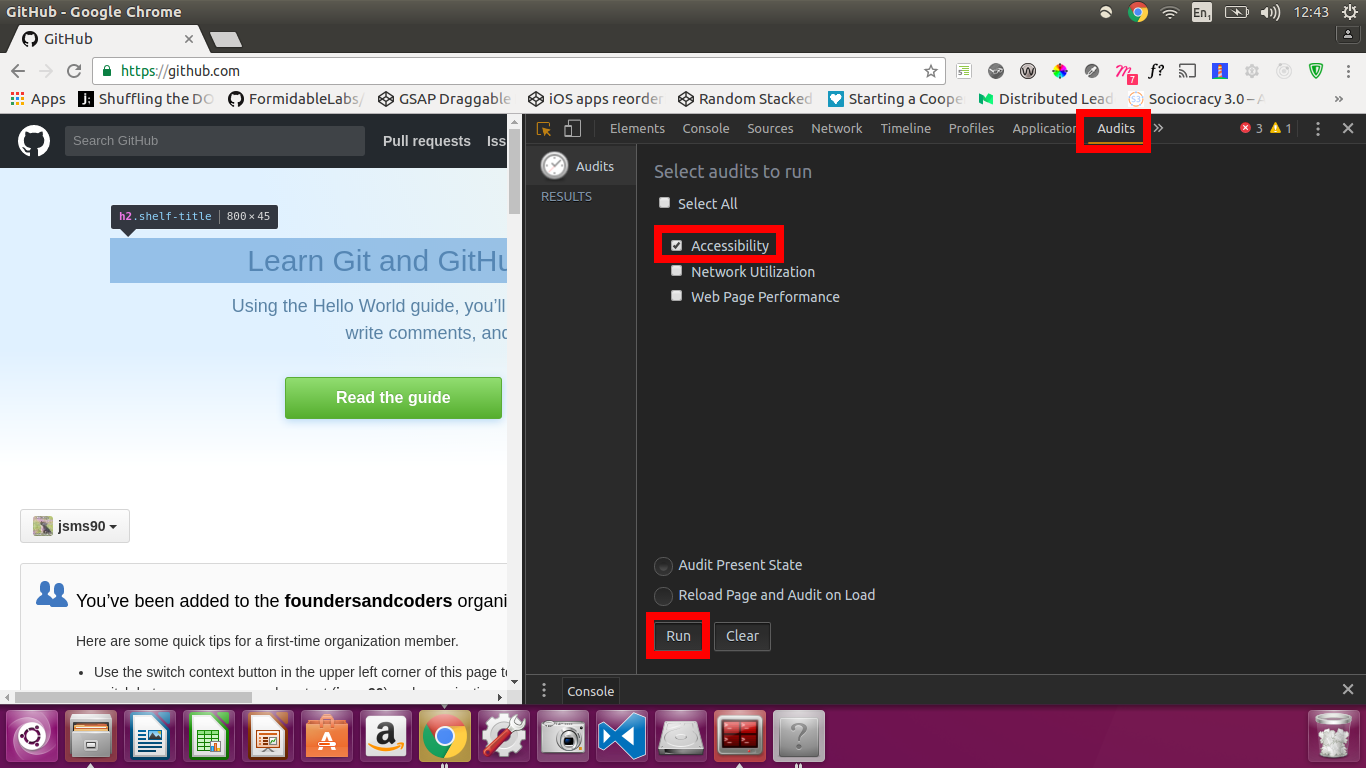 GitHub - Google Chrome
En1
12:43
GitHub
https://github.com
7
f?
Apps
j:
Shuffling the DO
FormidableLabs/
GSAP Draggable
iOS apps reorder
Random Stacked
Starting a Cooper
Distributed Lead
S3
Sociocracy 3.0 – A
»
Search GitHub
Pull requests
Iss
Elements
Console
Sources
Network
Timeline
Profiles
Application
Audits
»
3
1
Audits
RESULTS
Select audits to run
Select All
Accessibility
Network Utilization
Web Page Performance
h2.shelf-title
800 × 45
Learn Git and GitHu
Using the Hello World guide, you’ll
write comments, and
Read the guide
jsms90
You’ve been added to the foundersandcoders organi
Here are some quick tips for a first-time organization member.
• Use the switch context button in the upper left corner of this page to
Audit Present State
Reload Page and Audit on Load
Run
Clear
Console